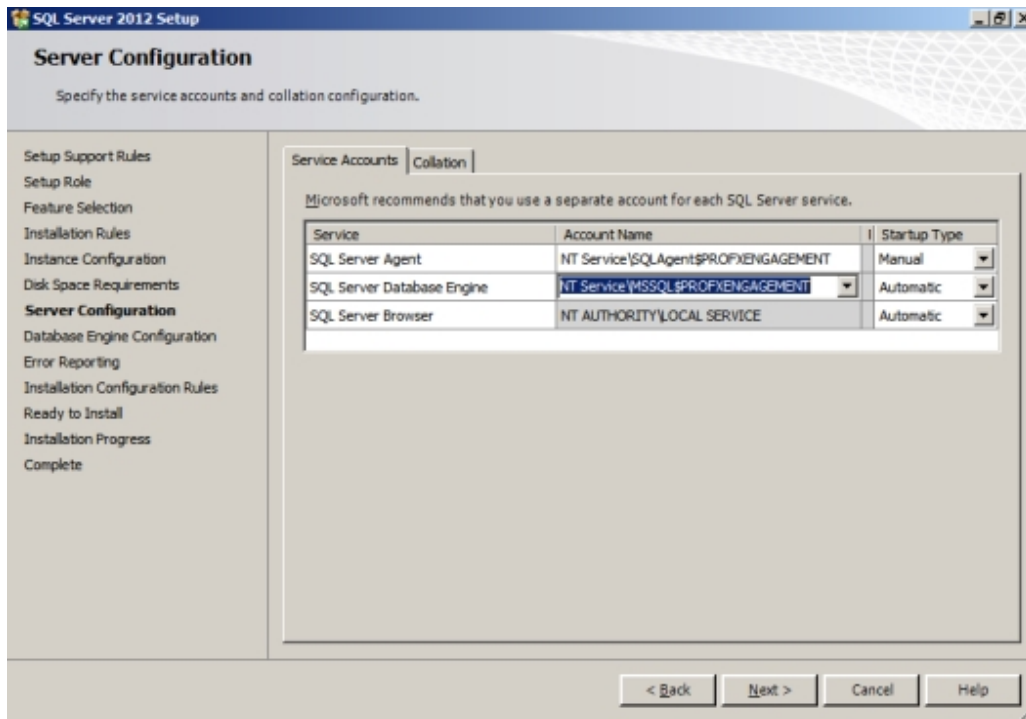 SQL Server 2012 Setup
Server Configuration
Specify the service accounts and collation configuration.
Setup Support Rules
Setup Role
Feature Selection
Installation Rules
Instance Configuration
Disk Space Requirements
Server Configuration
Database Engine Configuration
Error Reporting
Installation Configuration Rules
Ready to Install
Installation Progress
Complete
Service Accounts Collation
Microsoft recommends that you use a separate account for each SQL Server service.
Service Account Name Startup Type
SQL Server Agent NT Service\SQLAgent$PROFXENGAGEMENT Manual
SQL Server Database Engine NT Service\MSSQL$PROFXENGAGEMENT Automatic
SQL Server Browser NT AUTHORITY\LOCAL SERVICE Automatic
< Back Next > Cancel Help